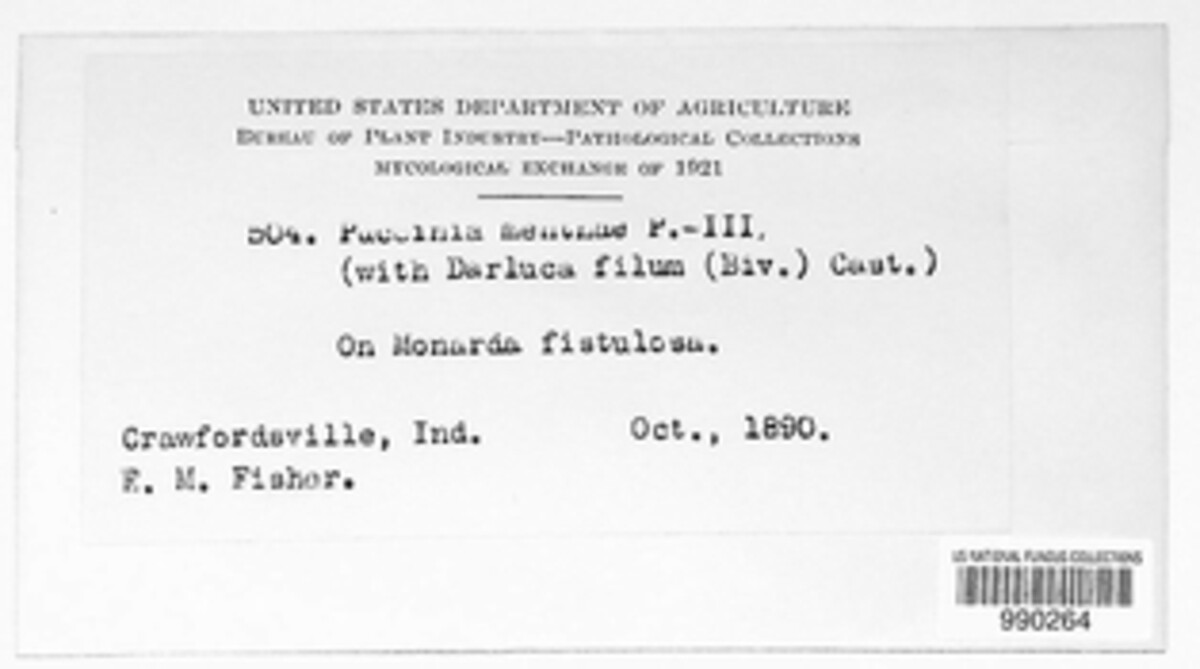 UNITED STATES DEPARTMENT OF AGRICULTURE
BUREAU OF PLANT INDUSTRY—PATHOLOGICAL COLLECTIONS
MYCOLOGICAL EXCHANGE OF 1921
504. Puccinia menthae P.-III,
(with Darluca filum (Biv.) Cast.)
On Monarda fistulosa.
Crawfordsville, Ind. Oct., 1890.
E. M. Fisher.
US NATIONAL FUNGUS COLLECTIONS
990264